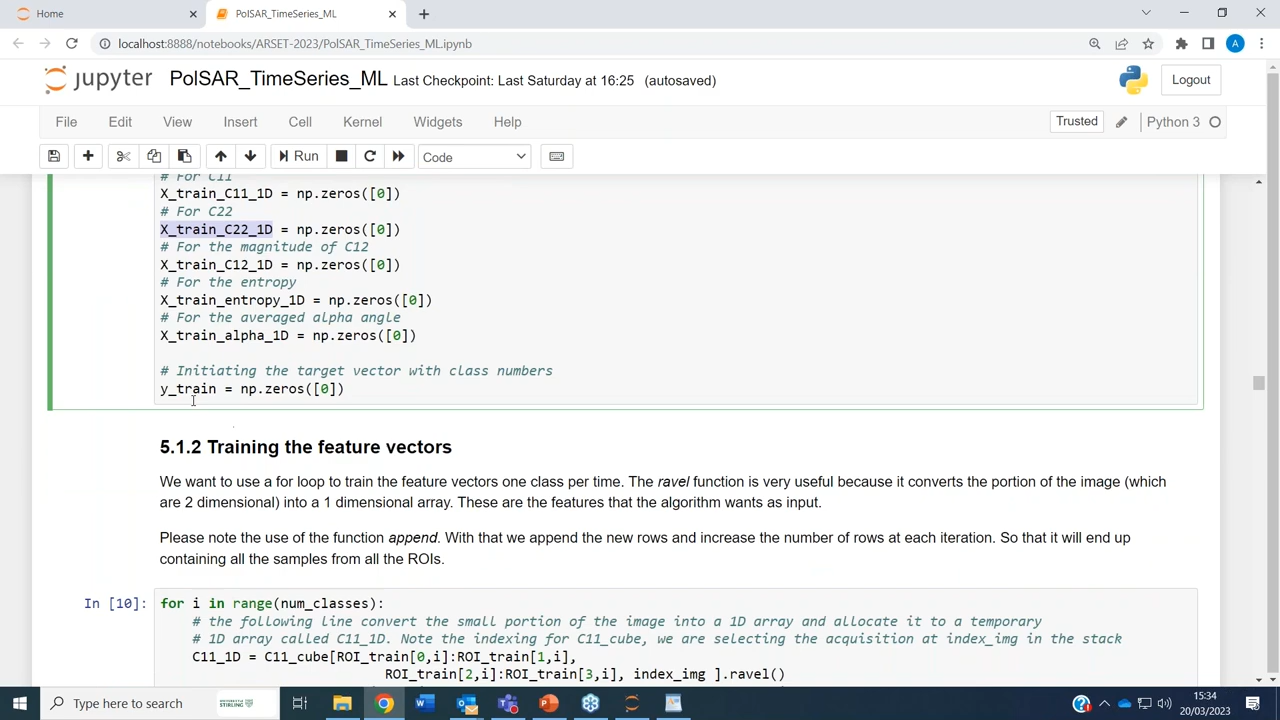 Home
PolSAR_TimeSeries_ML
localhost:8888/notebooks/ARSET-2023/PolSAR_TimeSeries_ML.ipynb
A
jupyter PolSAR_TimeSeries_ML Last Checkpoint: Last Saturday at 16:25 (autosaved)
Logout
File Edit View Insert Cell Kernel Widgets Help
Trusted
Python 3
Run
Code
# For C11
X_train_C11_1D = np.zeros([0])
# For C22
X_train_C22_1D = np.zeros([0])
# For the magnitude of C12
X_train_C12_1D = np.zeros([0])
# For the entropy
X_train_entropy_1D = np.zeros([0])
# For the averaged alpha angle
X_train_alpha_1D = np.zeros([0])
# Initiating the target vector with class numbers
y_train = np.zeros([0])
5.1.2 Training the feature vectors
We want to use a for loop to train the feature vectors one class per time. The ravel function is very useful because it converts the portion of the image (which
are 2 dimensional) into a 1 dimensional array. These are the features that the algorithm wants as input.
Please note the use of the function append. With that we append the new rows and increase the number of rows at each iteration. So that it will end up
containing all the samples from all the ROIs.
In [10]: for i in range(num_classes):
# the following line convert the small portion of the image into a 1D array and allocate it to a temporary
# 1D array called C11_1D. Note the indexing for C11_cube, we are selecting the acquisition at index_img in the stack
C11_1D = C11_cube[ROI_train[0,i]:ROI_train[1,i],
ROI_train[2,i]:ROI_train[3,i], index_img ].ravel()
Type here to search
15:34
20/03/2023